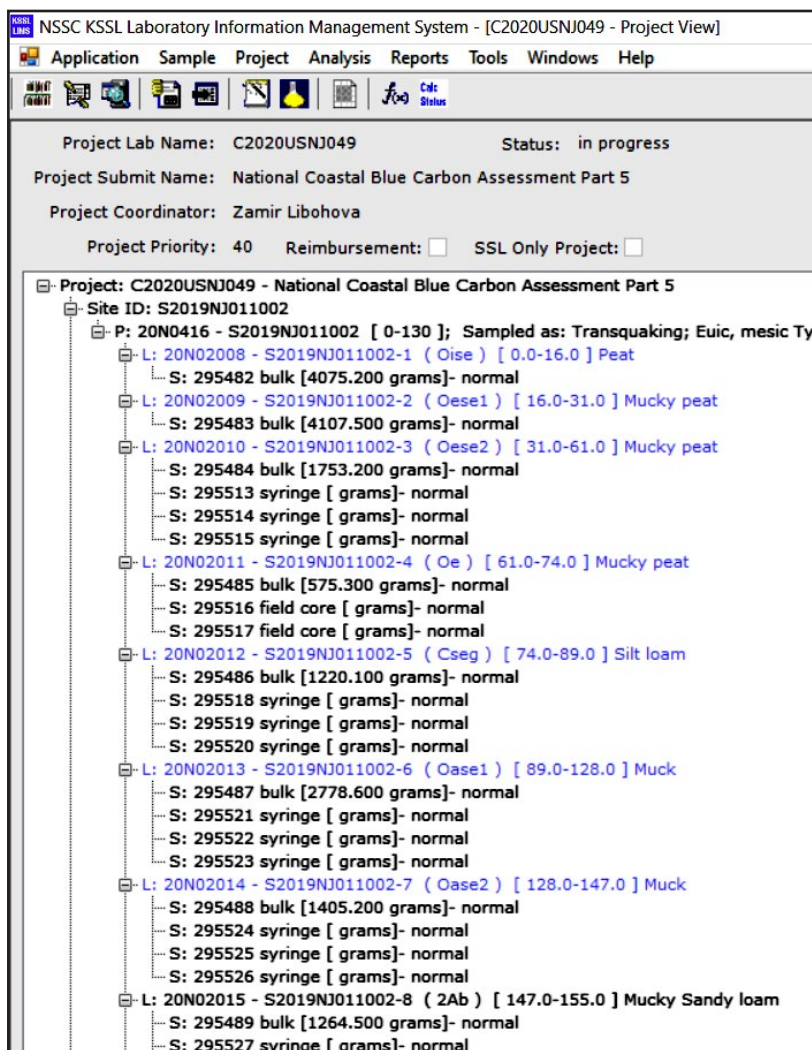 KSSL
LIMS
NSSC KSSL Laboratory Information Management System - [C2020USNJ049 - Project View]
Application Sample Project Analysis Reports Tools Windows Help
f(x) Calc
Status
Project Lab Name: C2020USNJ049 Status: in progress
Project Submit Name: National Coastal Blue Carbon Assessment Part 5
Project Coordinator: Zamir Libohova
Project Priority: 40 Reimbursement: SSL Only Project:
Project: C2020USNJ049 - National Coastal Blue Carbon Assessment Part 5
Site ID: S2019NJ011002
P: 20N0416 - S2019NJ011002 [ 0-130 ]; Sampled as: Transquaking; Euic, mesic Ty
L: 20N02008 - S2019NJ011002-1 ( Oise ) [ 0.0-16.0 ] Peat
S: 295482 bulk [4075.200 grams]- normal
L: 20N02009 - S2019NJ011002-2 ( Oese1 ) [ 16.0-31.0 ] Mucky peat
S: 295483 bulk [4107.500 grams]- normal
L: 20N02010 - S2019NJ011002-3 ( Oese2 ) [ 31.0-61.0 ] Mucky peat
S: 295484 bulk [1753.200 grams]- normal
S: 295513 syringe [ grams]- normal
S: 295514 syringe [ grams]- normal
S: 295515 syringe [ grams]- normal
L: 20N02011 - S2019NJ011002-4 ( Oe ) [ 61.0-74.0 ] Mucky peat
S: 295485 bulk [575.300 grams]- normal
S: 295516 field core [ grams]- normal
S: 295517 field core [ grams]- normal
L: 20N02012 - S2019NJ011002-5 ( Cseg ) [ 74.0-89.0 ] Silt loam
S: 295486 bulk [1220.100 grams]- normal
S: 295518 syringe [ grams]- normal
S: 295519 syringe [ grams]- normal
S: 295520 syringe [ grams]- normal
L: 20N02013 - S2019NJ011002-6 ( Oase1 ) [ 89.0-128.0 ] Muck
S: 295487 bulk [2778.600 grams]- normal
S: 295521 syringe [ grams]- normal
S: 295522 syringe [ grams]- normal
S: 295523 syringe [ grams]- normal
L: 20N02014 - S2019NJ011002-7 ( Oase2 ) [ 128.0-147.0 ] Muck
S: 295488 bulk [1405.200 grams]- normal
S: 295524 syringe [ grams]- normal
S: 295525 syringe [ grams]- normal
S: 295526 syringe [ grams]- normal
L: 20N02015 - S2019NJ011002-8 ( 2Ab ) [ 147.0-155.0 ] Mucky Sandy loam
S: 295489 bulk [1264.500 grams]- normal
S: 295527 syringe [ grams]- normal